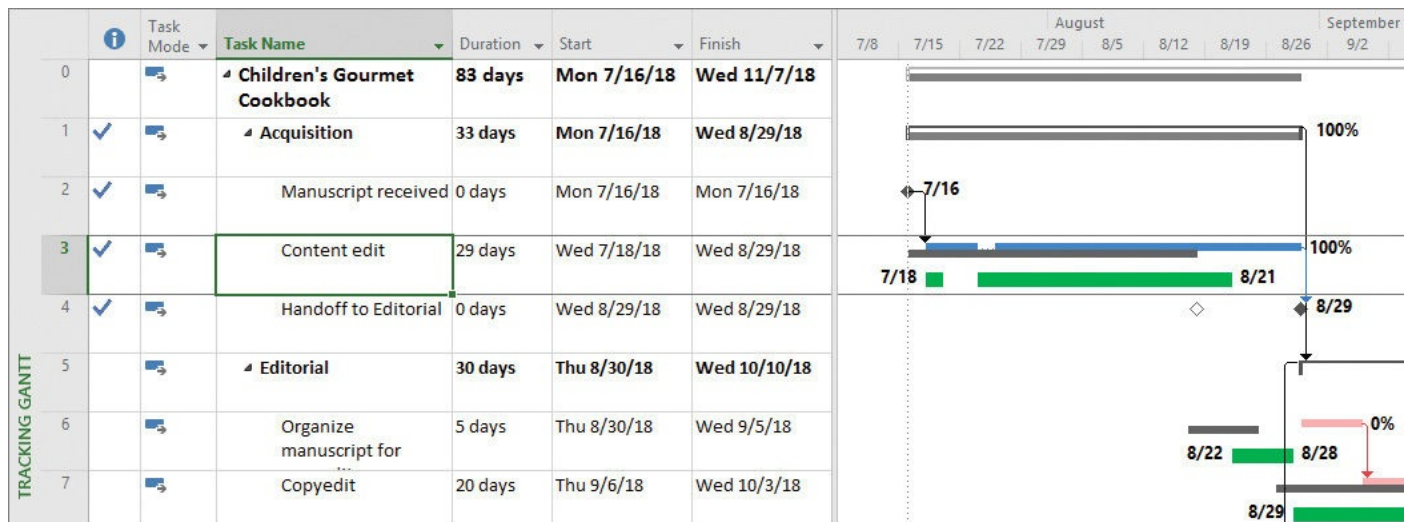 August September
Task
Mode Task Name Duration Start Finish 7/8 7/15 7/22 7/29 8/5 8/12 8/19 8/26 9/2
0 Children's Gourmet 83 days Mon 7/16/18 Wed 11/7/18
Cookbook
1 Acquisition 33 days Mon 7/16/18 Wed 8/29/18 100%
2 Manuscript received 0 days Mon 7/16/18 Mon 7/16/18 7/16
3 Content edit 29 days Wed 7/18/18 Wed 8/29/18 100%
7/18 8/21
4 Handoff to Editorial 0 days Wed 8/29/18 Wed 8/29/18 8/29
5 Editorial 30 days Thu 8/30/18 Wed 10/10/18
6 Organize 5 days Thu 8/30/18 Wed 9/5/18 0%
manuscript for 8/22 8/28
7 Copyedit 20 days Thu 9/6/18 Wed 10/3/18
8/29
TRACKING GANTT